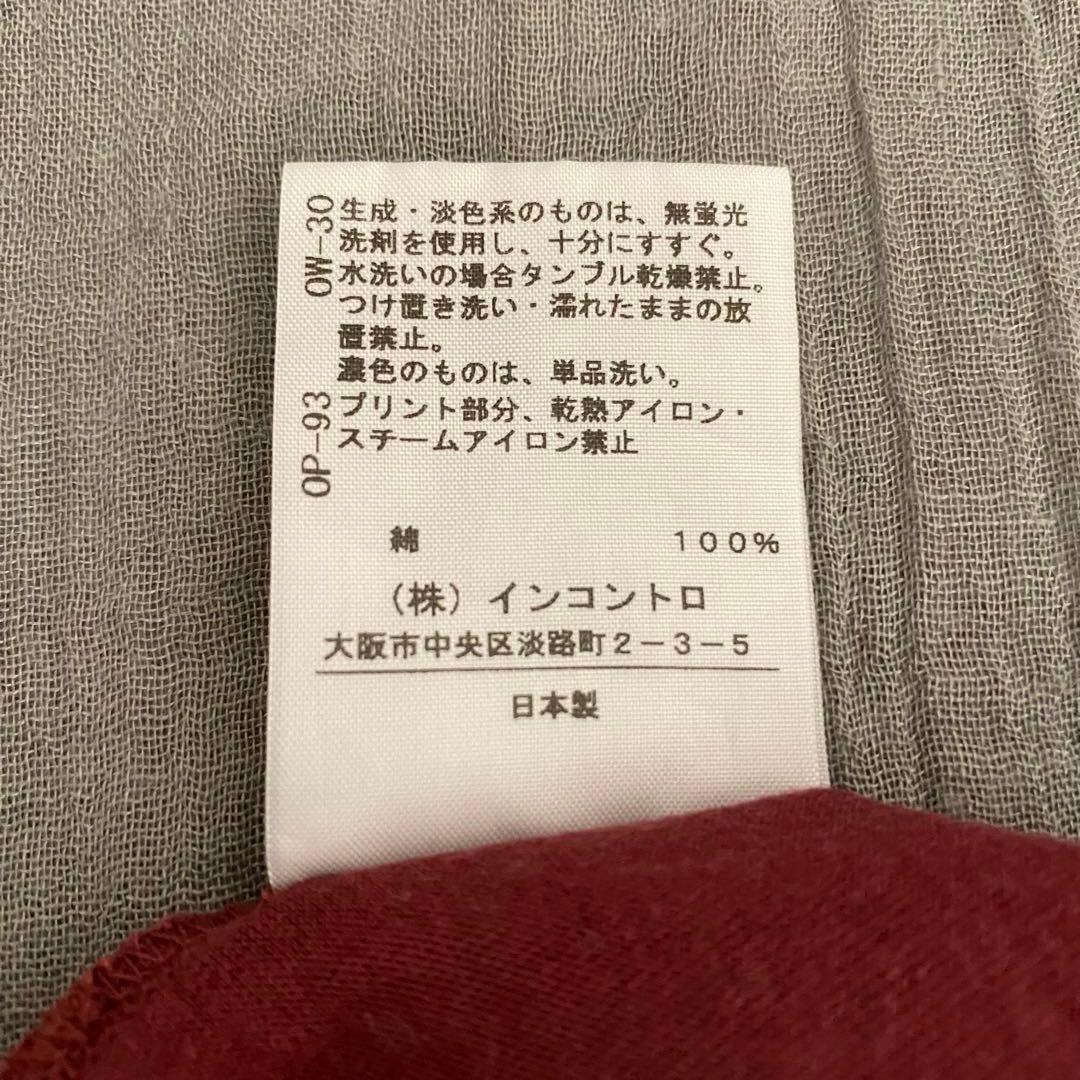 OW-30
生成・淡色系のものは、無蛍光
洗剤を使用し、十分にすすぐ。
水洗いの場合タンブル乾燥禁止。
つけ置き洗い・濡れたままの放
置禁止。
濃色のものは、単品洗い。
OP-93
プリント部分、乾熱アイロン・
スチームアイロン禁止
綿 100%
（株）インコントロ
大阪市中央区淡路町2-3-5
日本製